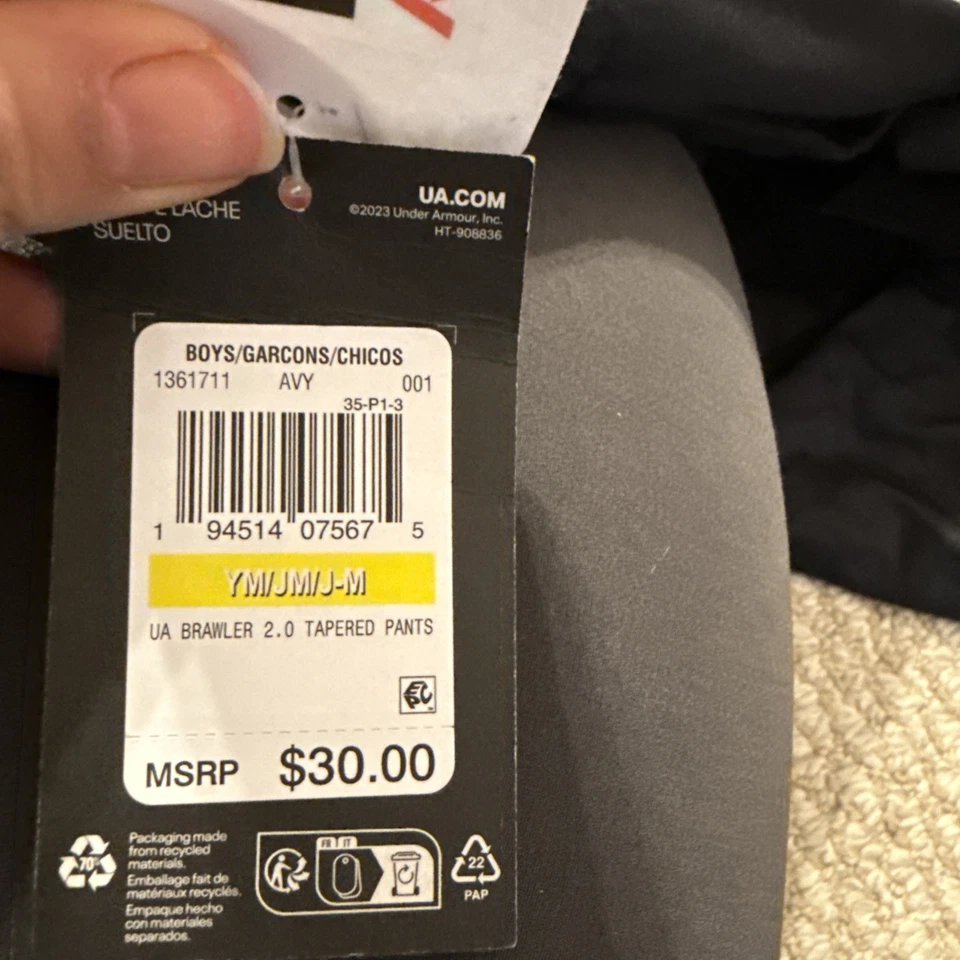 LACHE
SUELTO
UA.COM
©2023 Under Armour, Inc.
HT-908836
BOYS/GARCONS/CHICOS
1361711 AVY 001
35-P1-3
1 94514 07567 5
YM/JM/J-M
UA BRAWLER 2.0 TAPERED PANTS
EPC
MSRP $30.00
70
Packaging made
from recycled
materials.
Emballage fait de
matériaux recyclés.
Empaque hecho
con materiales
separados.
FR IT
22
PAP